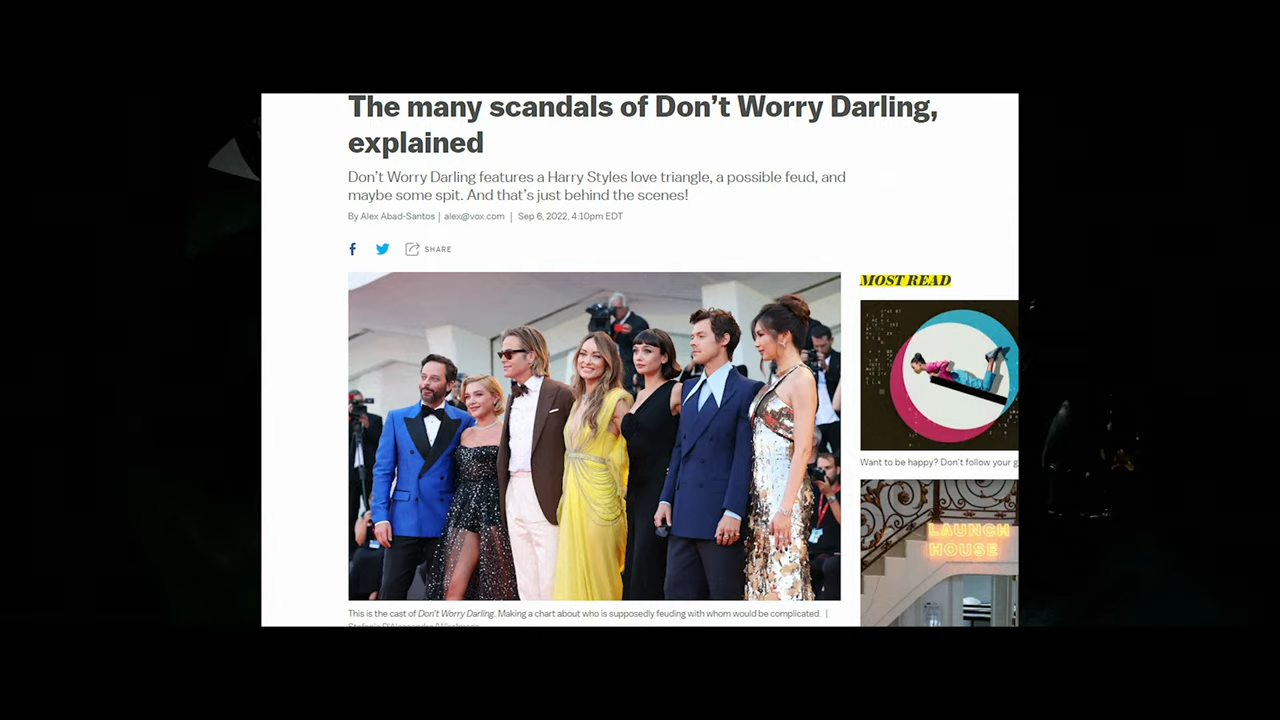 The many scandals of Don't Worry Darling,
explained
Don't Worry Darling features a Harry Styles love triangle, a possible feud, and
maybe some spit. And that's just behind the scenes!
By Alex Abad-Santos | alex@vox.com | Sep 6, 2022, 4:10pm EDT
SHARE
MOST READ
Want to be happy? Don't follow your g
LAUNCH
HOUSE
This is the cast of Don't Worry Darling. Making a chart about who is supposedly feuding with whom would be complicated. |